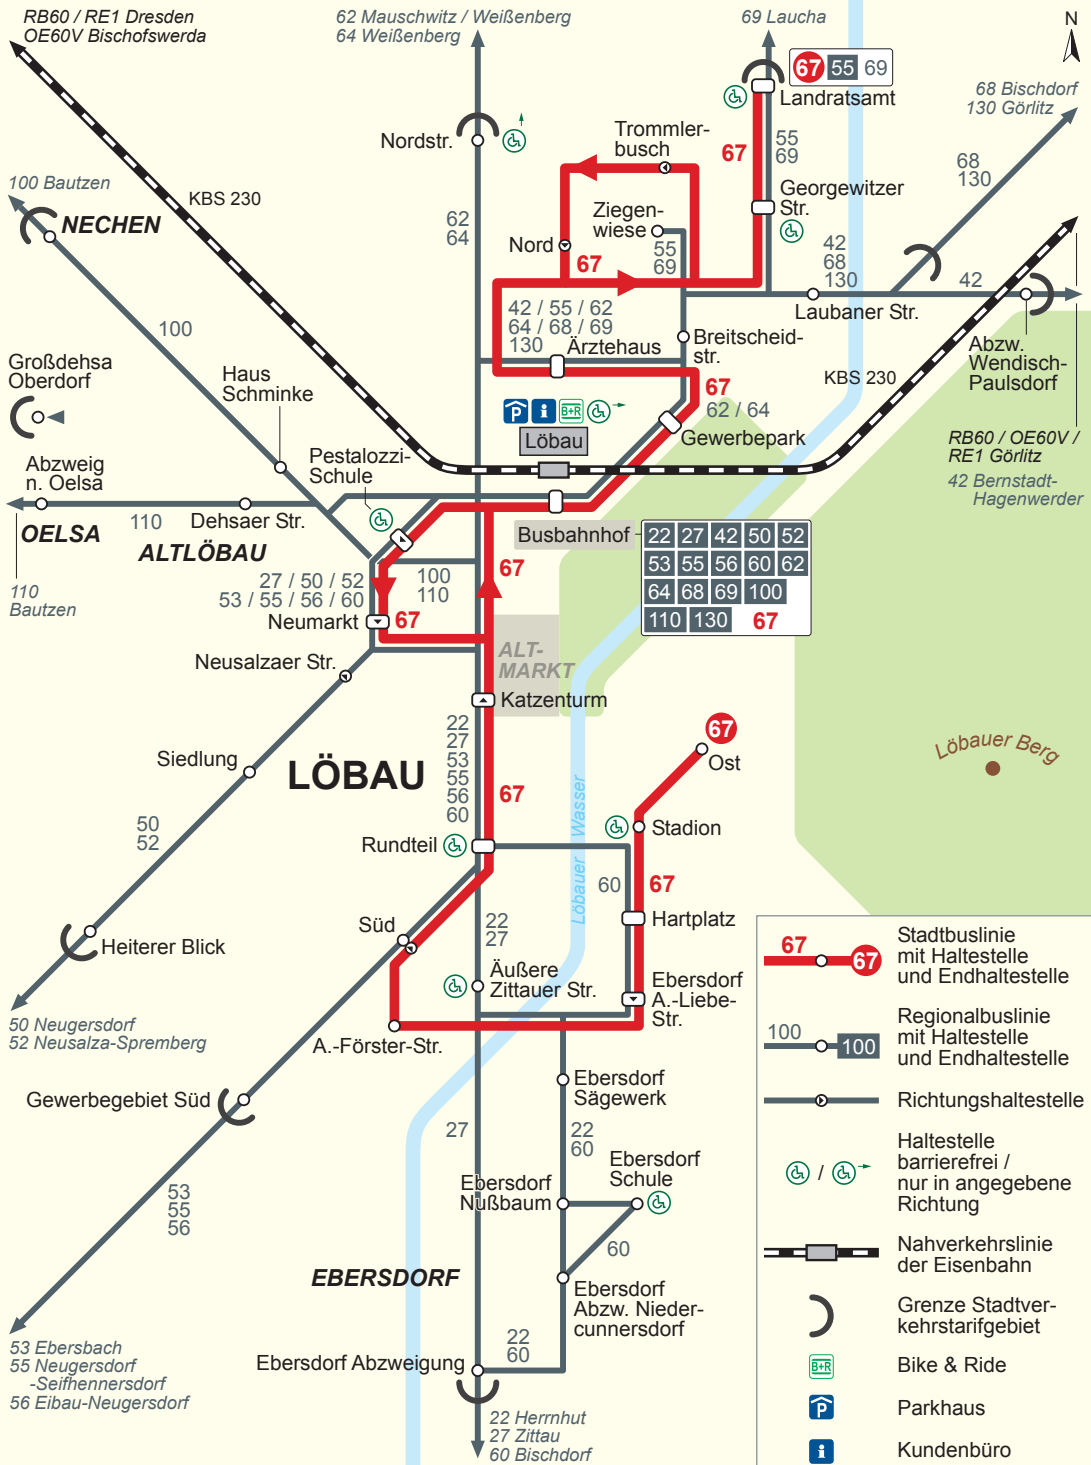 RB60 / RE1 Dresden
OE60V Bischofswerda
62 Mauschwitz / Weißenberg
64 Weißenberg
69 Laucha
N
67 55 69
Landratsamt
68 Bischdorf
130 Görlitz
Nordstr.
Trommler-
busch
67
55
69
68
130
100 Bautzen
KBS 230
NECHEN
Georgewitzer
Str.
Ziegen-
wiese
62
64
Nord
55
69
67
42
68
130
42
Laubaner Str.
42 / 55 / 62
64 / 68 / 69
130
Ärztehaus
Breitscheid-
str.
Abzw.
Wendisch-
Paulsdorf
100
Großdehsa
Oberdorf
Haus
Schminke
KBS 230
67
62 / 64
P i B+R
Löbau
Gewerbepark
RB60 / OE60V /
RE1 Görlitz
42 Bernstadt-
Hagenwerder
Abzweig
n. Oelsa
Pestalozzi-
Schule
OELSA
110
Dehsaer Str.
ALTLÖBAU
Busbahnhof
22 27 42 50 52
53 55 56 60 62
64 68 69 100
110 130 67
110
Bautzen
27 / 50 / 52
53 / 55 / 56 / 60
100
110
67
Neumarkt
67
ALT-
MARKT
Neusalzaer Str.
Katzenturm
22
27
53
55
56
60
67
Ost
Siedlung
LÖBAU
67
Löbauer Berg
Löbauer Wasser
50
52
Rundteil
Stadion
60
67
Hartplatz
Süd
22
27
Heiterer Blick
Äußere
Zittauer Str.
Ebersdorf
A.-Liebe-
Str.
50 Neugersdorf
52 Neusalza-Spremberg
A.-Förster-Str.
Gewerbegebiet Süd
Ebersdorf
Sägewerk
27
22
60
Ebersdorf
Schule
Ebersdorf
Nußbaum
53
55
56
60
EBERSDORF
Ebersdorf
Abzw. Nieder-
cunnersdorf
53 Ebersbach
55 Neugersdorf
-Seifhennersdorf
56 Eibau-Neugersdorf
22
60
Ebersdorf Abzweigung
22 Herrnhut
27 Zittau
60 Bischdorf
67 67
Stadtbuslinie
mit Haltestelle
und Endhaltestelle
100 100
Regionalbuslinie
mit Haltestelle
und Endhaltestelle
Richtungshaltestelle
/
Haltestelle
barrierefrei /
nur in angegebene
Richtung
Nahverkehrslinie
der Eisenbahn
Grenze Stadtver-
kehrstarifgebiet
B+R
Bike & Ride
P
Parkhaus
i
Kundenbüro